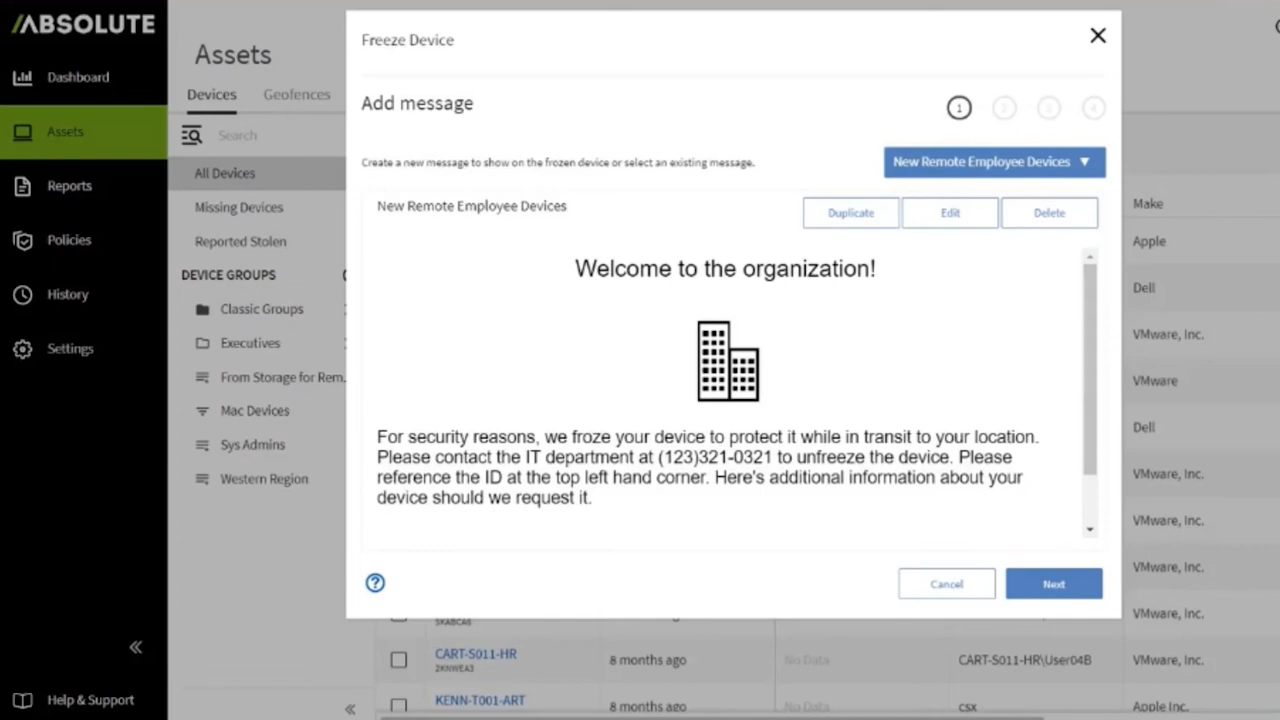 ABSOLUTE
Dashboard
Assets
Reports
Policies
History
Settings
Help & Support
Assets
Devices
Geofences
Search
All Devices
Missing Devices
Reported Stolen
DEVICE GROUPS
Classic Groups
Executives
From Storage for Rem...
Mac Devices
Sys Admins
Western Region
Freeze Device
Add message
1
2
3
4
Create a new message to show on the frozen device or select an existing message.
New Remote Employee Devices
New Remote Employee Devices
Duplicate
Edit
Delete
Welcome to the organization!
For security reasons, we froze your device to protect it while in transit to your location.
Please contact the IT department at (123)321-0321 to unfreeze the device. Please
reference the ID at the top left hand corner. Here's additional information about your
device should we request it.
?
Cancel
Next
Make
Apple
Dell
VMware, Inc.
VMware
Dell
VMware, Inc.
VMware, Inc.
VMware, Inc.
VMware, Inc.
CART-S011-HR
2KNWEA3
8 months ago
No Data
CART-S011-HR\User04B
VMware, Inc.
KENN-T001-ART
8 months ago
No Data
csx
Apple Inc.